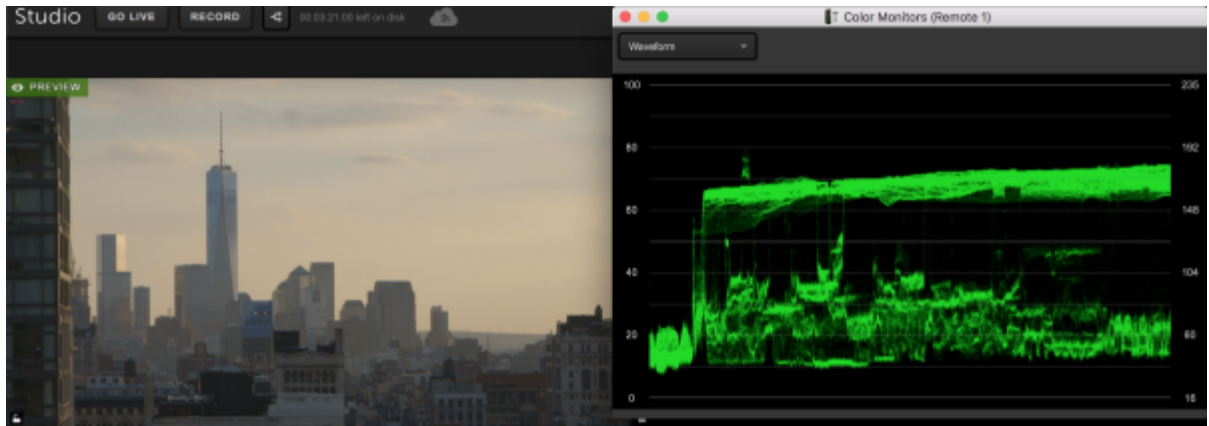 Studio GO LIVE RECORD 00:03:21:00 left on disk
PREVIEW
Color Monitors (Remote 1)
Waveform
100 235
80 192
60 148
40 104
20 60
0 16